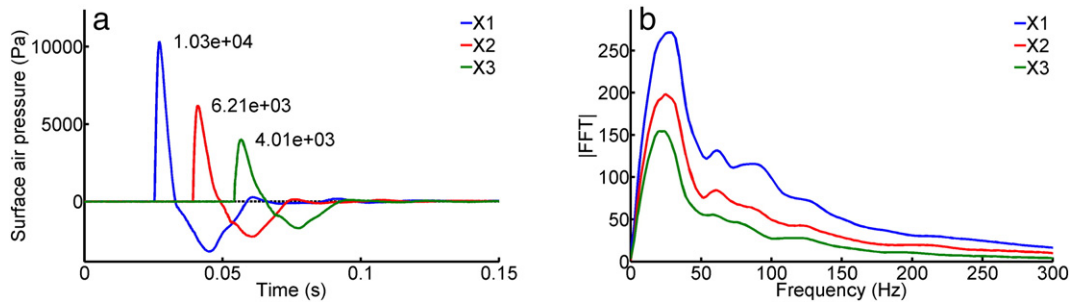 a
X1
X2
X3
1.03e+04
6.21e+03
4.01e+03
Surface air pressure (Pa)
10000
5000
0
0
0.05
0.1
0.15
Time (s)
b
X1
X2
X3
|FFT|
250
200
150
100
50
0
0
50
100
150
200
250
300
Frequency (Hz)